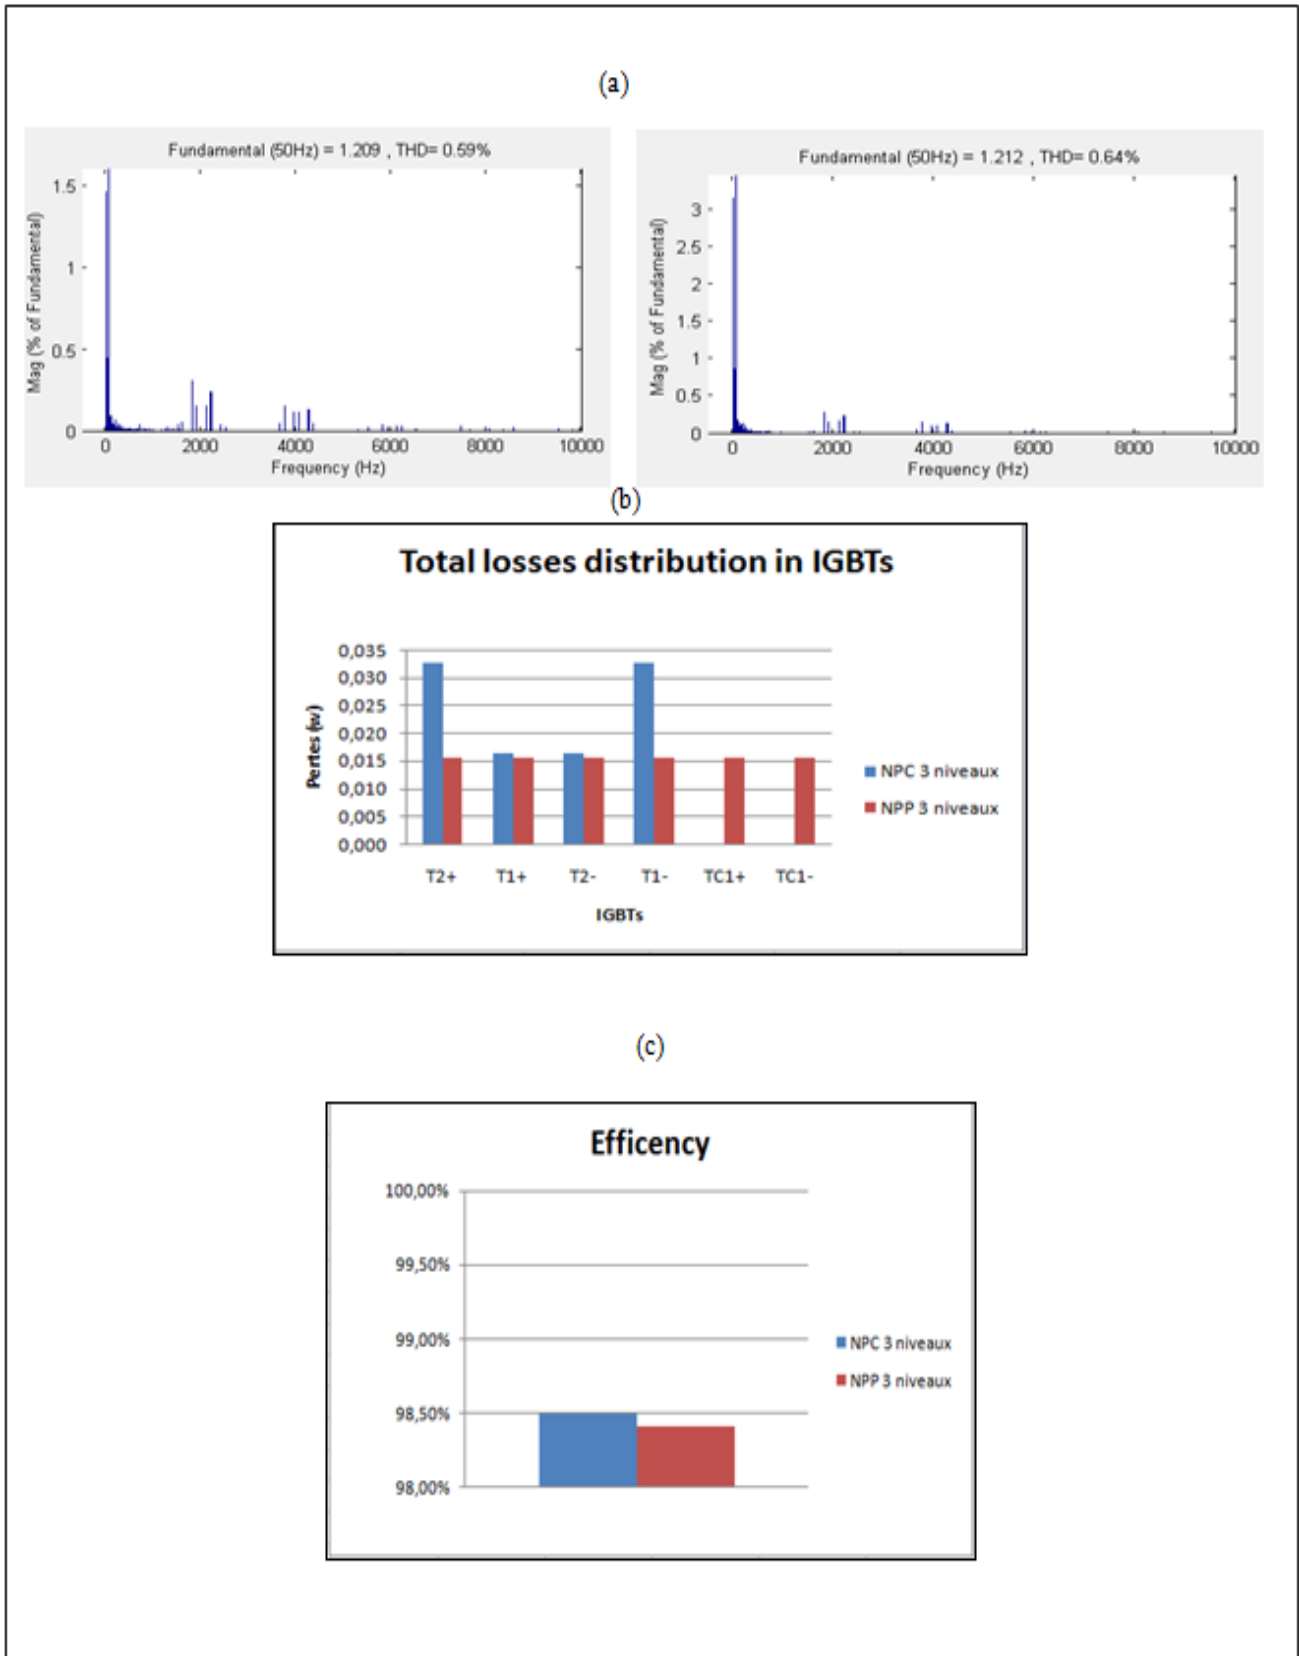 (a)
Fundamental (50Hz) = 1.209 , THD= 0.59%
Mag (% of Fundamental)
1.5
1
0.5
0
0 2000 4000 6000 8000 10000
Frequency (Hz)
Fundamental (50Hz) = 1.212 , THD= 0.64%
Mag (% of Fundamental)
3
2.5
2
1.5
1
0.5
0
0 2000 4000 6000 8000 10000
Frequency (Hz)
(b)
Total losses distribution in IGBTs
Pertes (w)
0,035
0,030
0,025
0,020
0,015
0,010
0,005
0,000
T2+ T1+ T2- T1- TC1+ TC1-
IGBTs
NPC 3 niveaux
NPP 3 niveaux
(c)
Efficency
100,00%
99,50%
99,00%
98,50%
98,00%
NPC 3 niveaux
NPP 3 niveaux